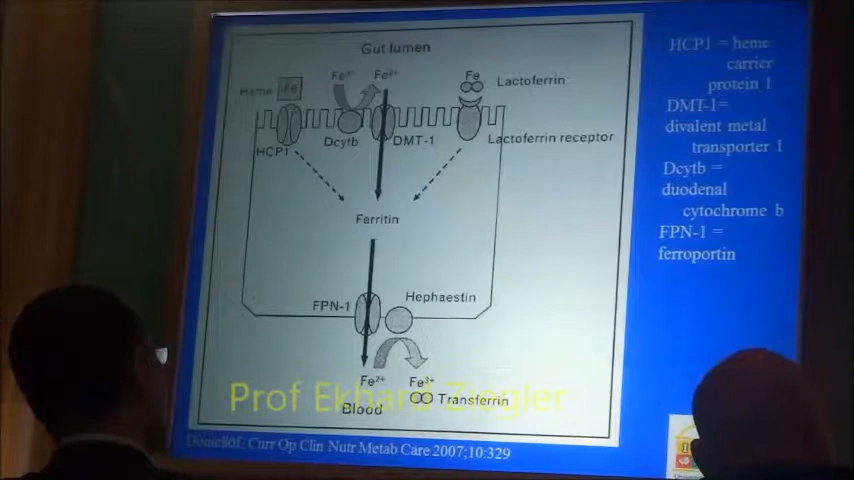 Gut lumen
Heme
Fe
Fe³⁺
Fe²⁺
Fe
Lactoferrin
HCP1
Dcytb
DMT-1
Lactoferrin receptor
Ferritin
FPN-1
Hephaestin
Fe²⁺
Fe³⁺
Transferrin
Blood
Prof Ekhard Ziegler
Curr Op Clin Nutr Metab Care 2007;10:329
HCP1 = heme
carrier
protein 1
DMT-1=
divalent metal
transporter 1
Dcytb =
duodenal
cytochrome b
FPN-1 =
ferroportin